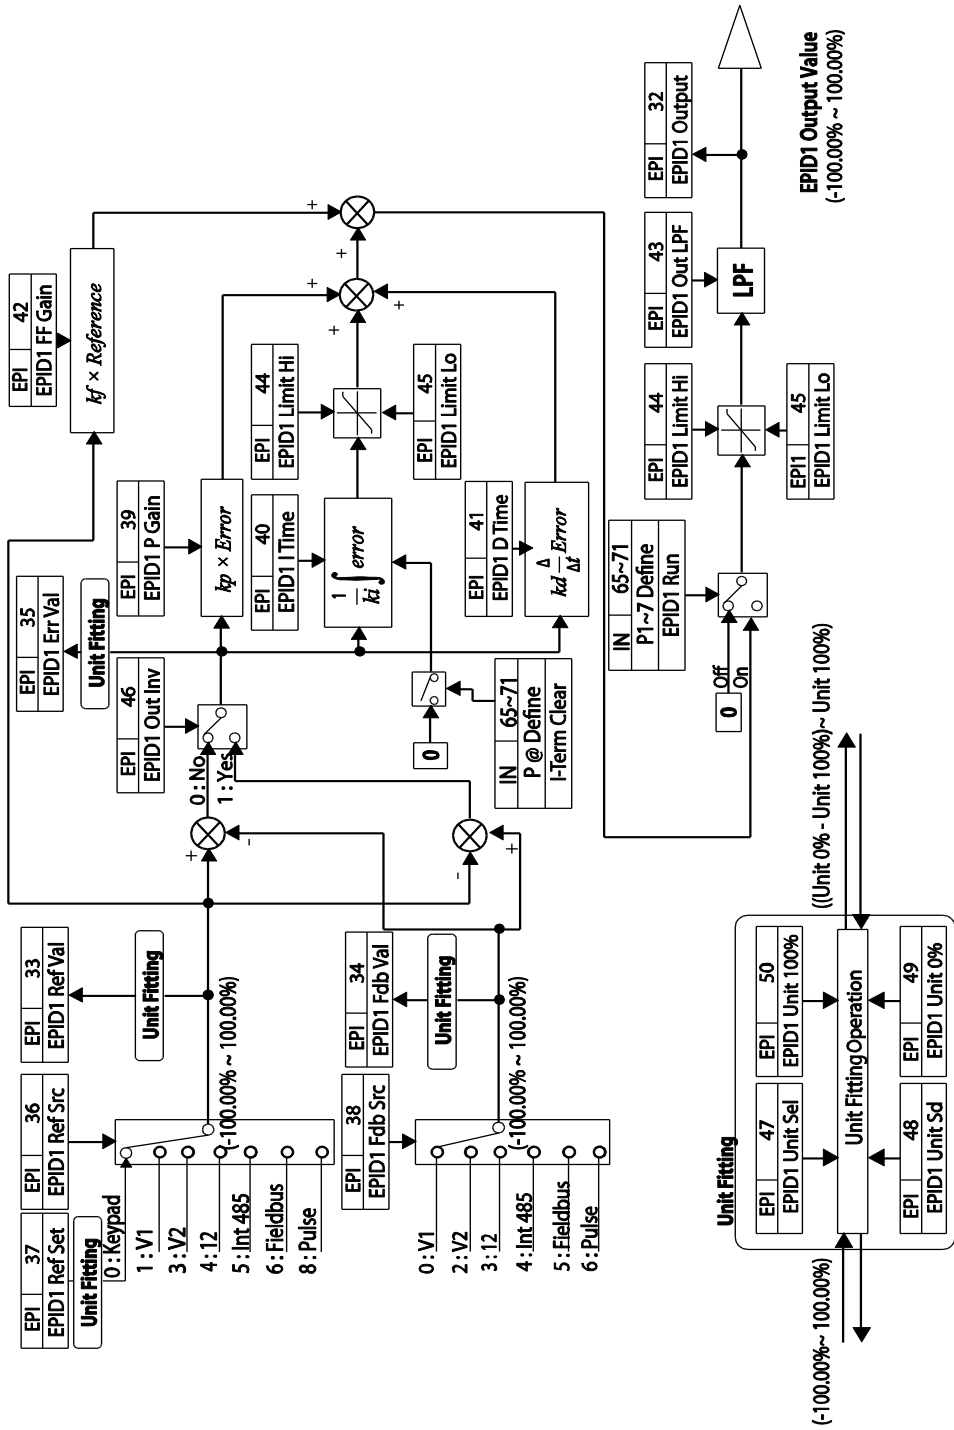 EPI 37
EPID1 Ref Set
Unit Fitting
EPI 36
EPID1 Ref Src
EPI 33
EPID1 Ref Val
Unit Fitting
0 : Keypad
1 : V1
3 : V2
4 : 12
5 : Int 485
6 : Fieldbus
8 : Pulse
(-100.00% ~ 100.00%)
EPI 38
EPID1 Fdb Src
EPI 34
EPID1 Fdb Val
Unit Fitting
0 : V1
2 : V2
3 : 12
4 : Int 485
5 : Fieldbus
6 : Pulse
(-100.00% ~ 100.00%)
+
-
-
+
0 : No
1 : Yes
EPI 46
EPID1 Out Inv
EPI 35
EPID1 Err Val
Unit Fitting
EPI 42
EPID1 FF Gain
kf × Reference
EPI 39
EPID1 P Gain
kp × Error
EPI 40
EPID1 I Time
1/ki ∫ error
EPI 44
EPID1 Limit Hi
EPI 45
EPID1 Limit Lo
EPI 41
EPID1 D Time
kd Δ/Δt Error
0
IN 65~71
P @ Define
I-Term Clear
+
+
+
+
+
IN 65~71
P1~7 Define
EPID1 Run
Off
On
0
EPI 44
EPID1 Limit Hi
EPI1 45
EPID1 Limit Lo
EPI 43
EPID1 Out LPF
LPF
EPI 32
EPID1 Output
EPID1 Output Value
(-100.00% ~ 100.00%)
Unit Fitting
EPI 47
EPID1 Unit Sel
EPI 50
EPID1 Unit 100%
Unit Fitting Operation
EPI 48
EPID1 Unit Sd
EPI 49
EPID1 Unit 0%
(-100.00%~ 100.00%)
((Unit 0% - Unit 100%)~ Unit 100%)